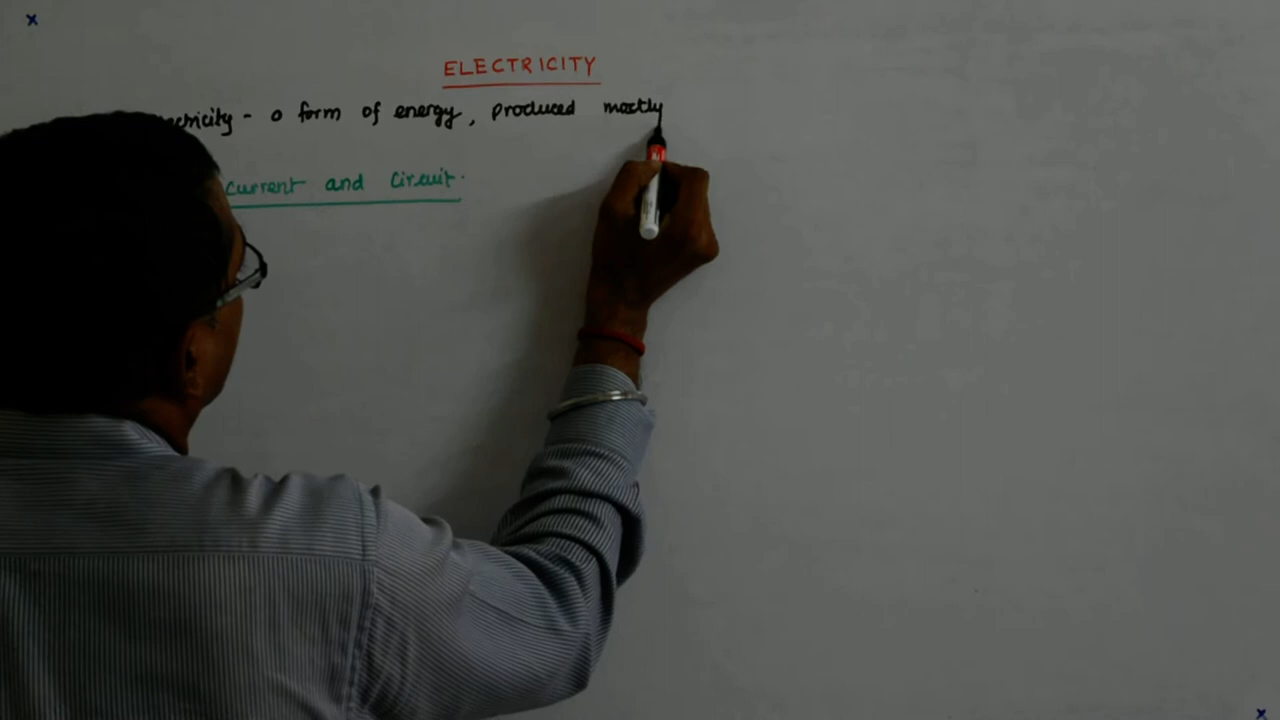 ELECTRICITY
ectricity - a form of energy, produced mostly
Current and Circuit.